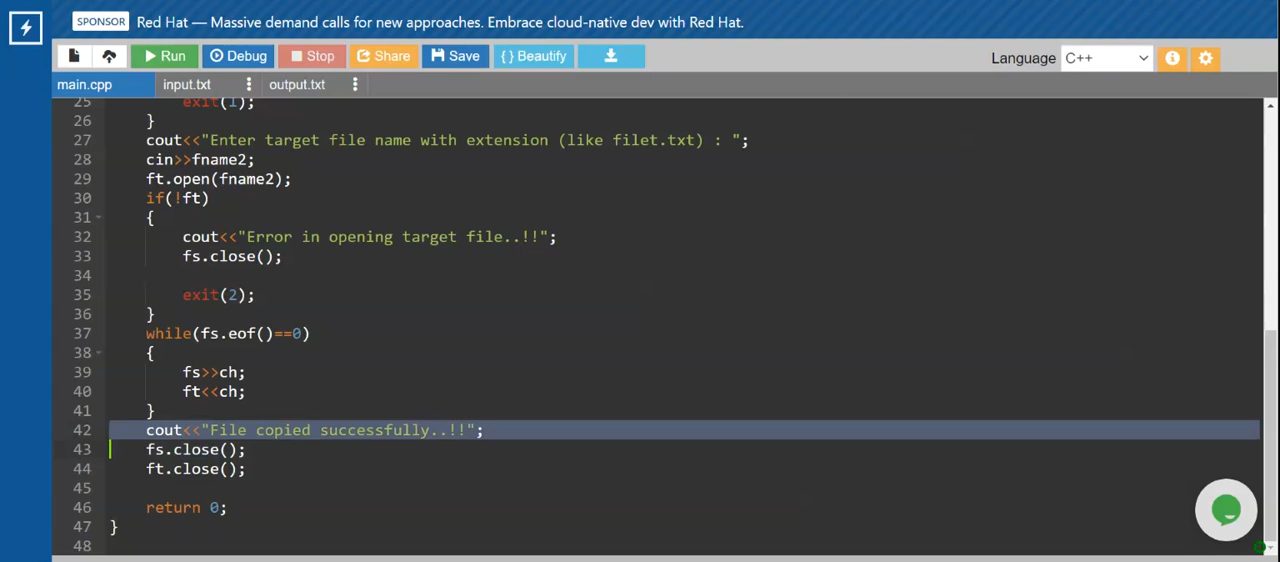 SPONSOR Red Hat — Massive demand calls for new approaches. Embrace cloud-native dev with Red Hat.
Run Debug Stop Share Save { } Beautify Language C++
main.cpp input.txt output.txt
25 exit(1);
26 }
27 cout<<"Enter target file name with extension (like filet.txt) : ";
28 cin>>fname2;
29 ft.open(fname2);
30 if(!ft)
31 {
32 cout<<"Error in opening target file..!!";
33 fs.close();
34
35 exit(2);
36 }
37 while(fs.eof()==0)
38 {
39 fs>>ch;
40 ft<<ch;
41 }
42 cout<<"File copied successfully..!!";
43 fs.close();
44 ft.close();
45
46 return 0;
47 }
48